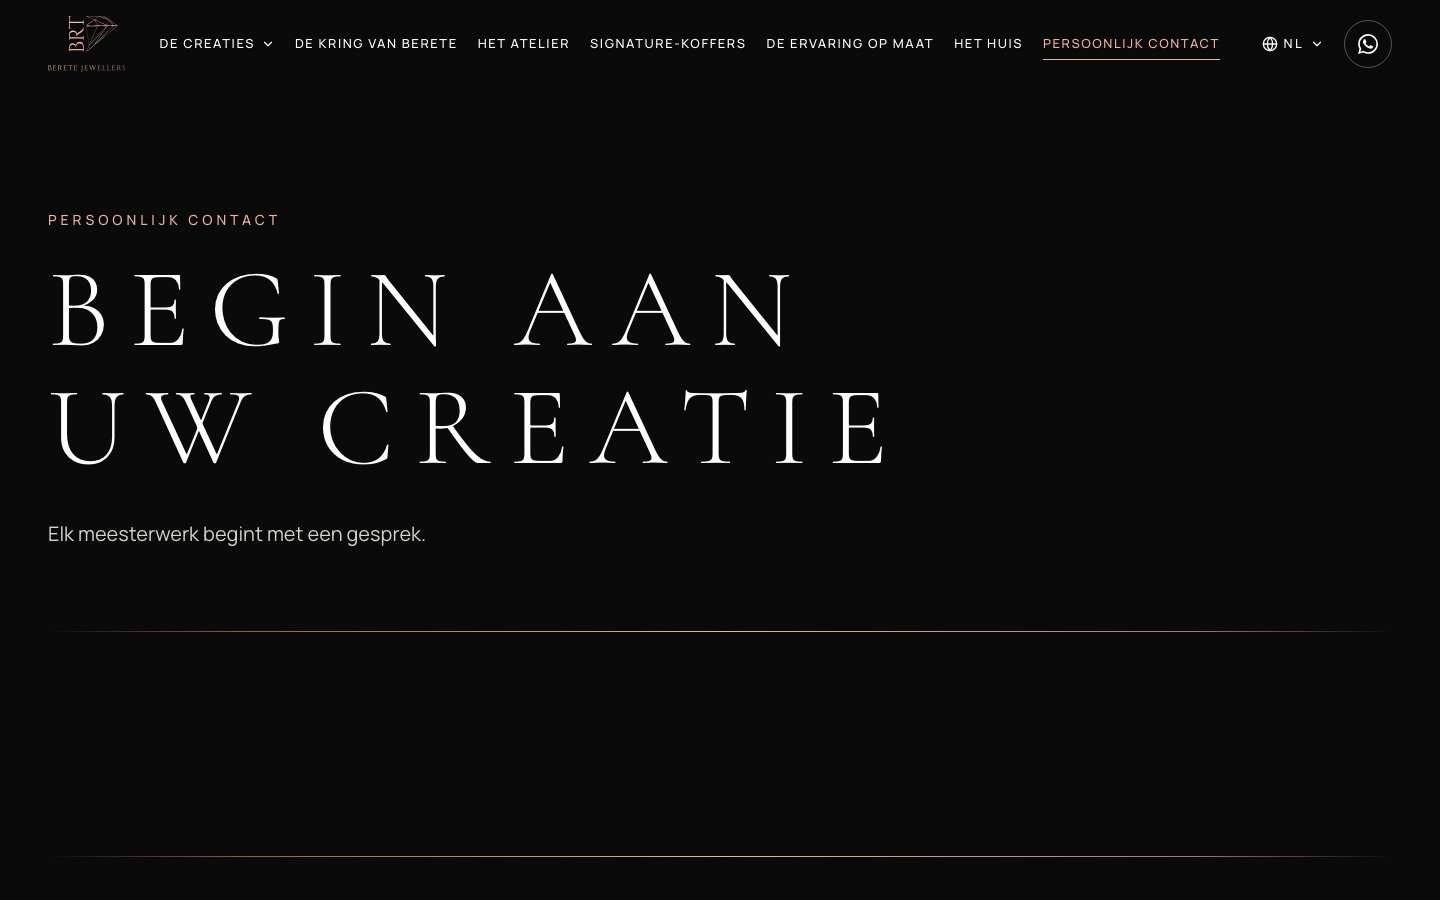 BRT
BERETE JEWELLERS
DE CREATIES
DE KRING VAN BERETE
HET ATELIER
SIGNATURE-KOFFERS
DE ERVARING OP MAAT
HET HUIS
PERSOONLIJK CONTACT
NL
PERSOONLIJK CONTACT
BEGIN AAN
UW CREATIE
Elk meesterwerk begint met een gesprek.